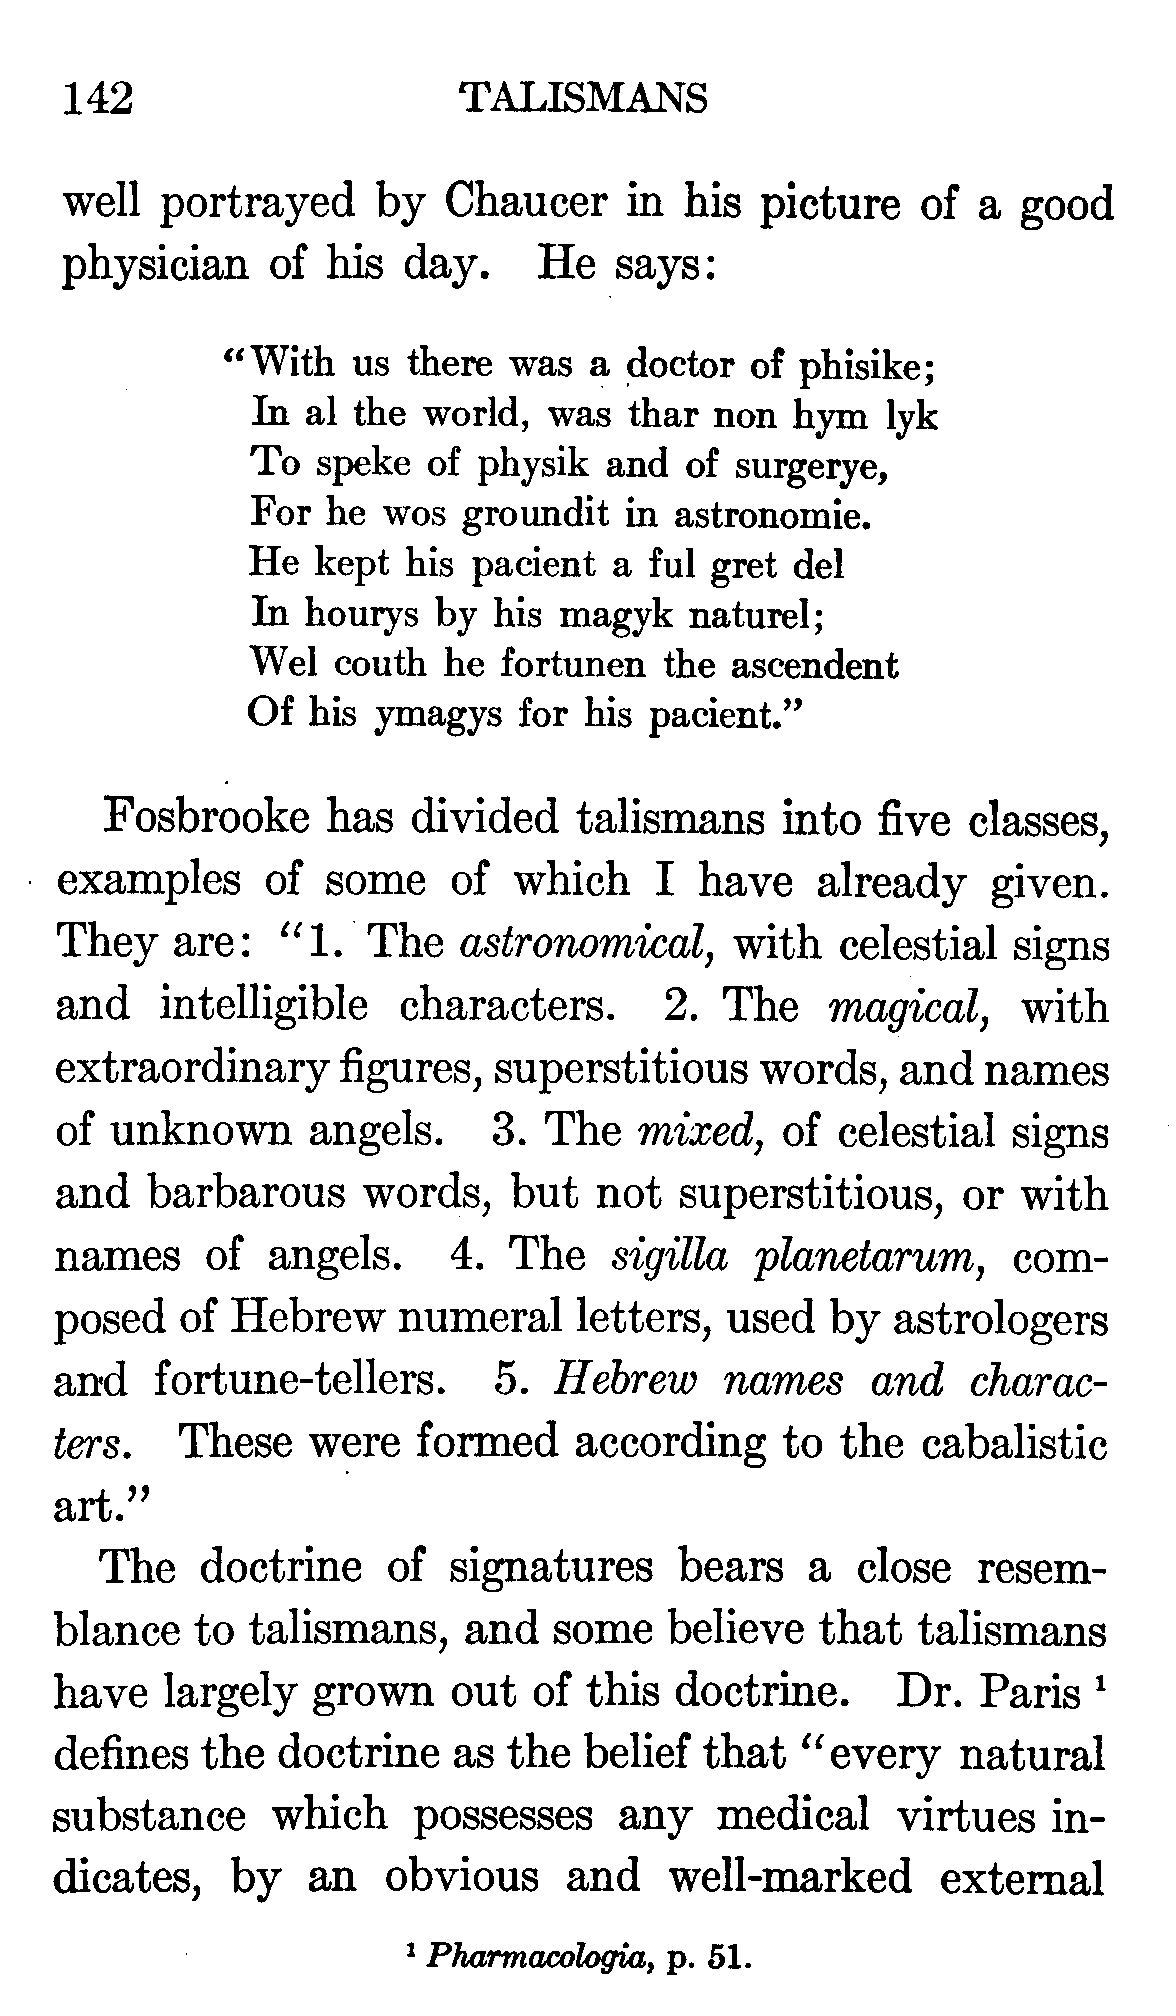 142 TALISMANS
well portrayed by Chaucer in his picture of a good
physician of his day. He says:
"With us there was a doctor of phisike;
In al the world, was thar non hym lyk
To speke of physik and of surgerye,
For he wos groundit in astronomie.
He kept his pacient a ful gret del
In hourys by his magyk naturel;
Wel couth he fortunen the ascendent
Of his ymagys for his pacient."
Fosbrooke has divided talismans into five classes,
examples of some of which I have already given.
They are: "1. The astronomical, with celestial signs
and intelligible characters. 2. The magical, with
extraordinary figures, superstitious words, and names
of unknown angels. 3. The mixed, of celestial signs
and barbarous words, but not superstitious, or with
names of angels. 4. The sigilla planetarum, com-
posed of Hebrew numeral letters, used by astrologers
and fortune-tellers. 5. Hebrew names and charac-
ters. These were formed according to the cabalistic
art."
The doctrine of signatures bears a close resem-
blance to talismans, and some believe that talismans
have largely grown out of this doctrine. Dr. Paris ¹
defines the doctrine as the belief that "every natural
substance which possesses any medical virtues in-
dicates, by an obvious and well-marked external
¹ Pharmacologia, p. 51.